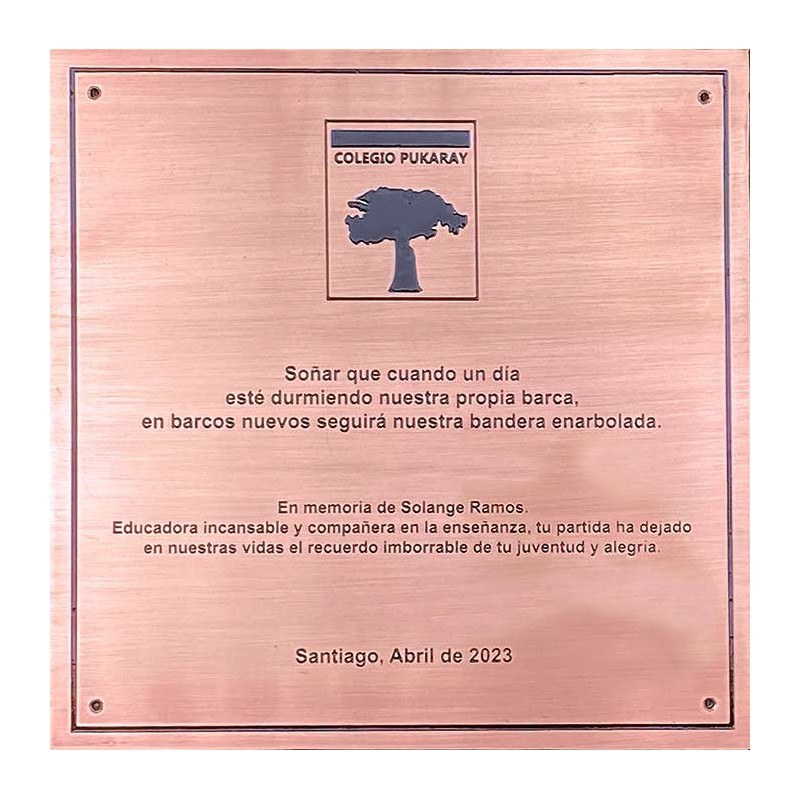 COLEGIO PUKARAY
Soñar que cuando un día
esté durmiendo nuestra propia barca,
en barcos nuevos seguirá nuestra bandera enarbolada.
En memoria de Solange Ramos.
Educadora incansable y compañera en la enseñanza, tu partida ha dejado
en nuestras vidas el recuerdo imborrable de tu juventud y alegria.
Santiago, Abril de 2023